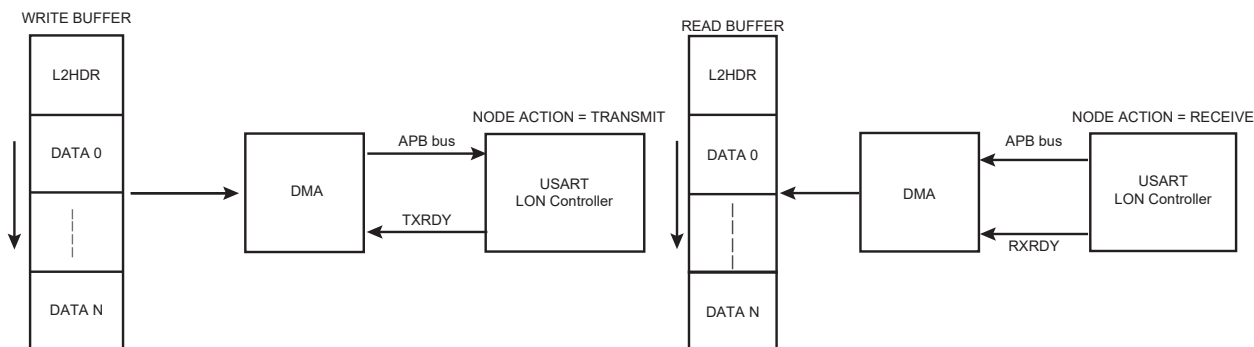 WRITE BUFFER
L2HDR
DATA 0
DATA N
DMA
APB bus
TXRDY
NODE ACTION = TRANSMIT
USART
LON Controller
READ BUFFER
L2HDR
DATA 0
DATA N
DMA
APB bus
RXRDY
NODE ACTION = RECEIVE
USART
LON Controller